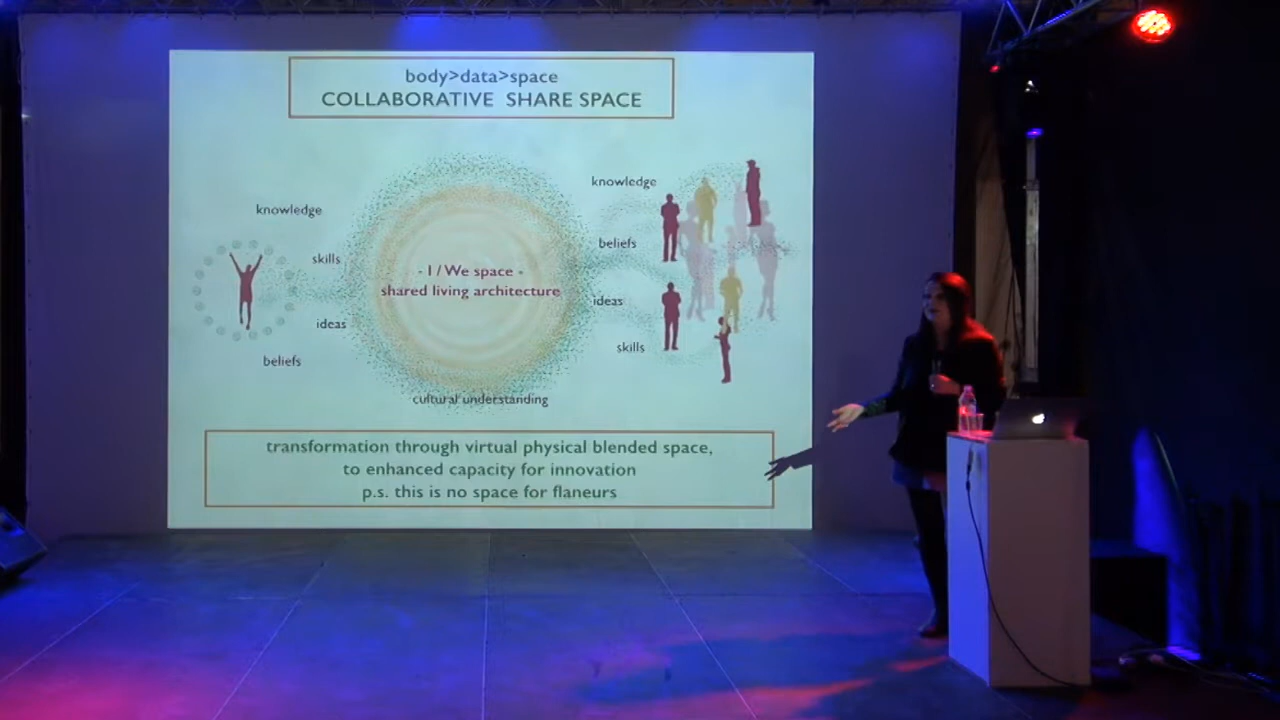 body>data>space
COLLABORATIVE SHARE SPACE
knowledge
skills
ideas
beliefs
- I / We space -
shared living architecture
cultural understanding
knowledge
beliefs
ideas
skills
transformation through virtual physical blended space,
to enhanced capacity for innovation
p.s. this is no space for flaneurs